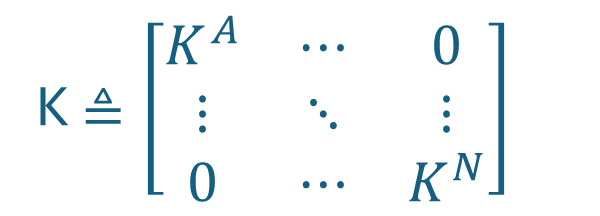 K ≜ [ K^A ⋯ 0
⋮ ⋱ ⋮
0 ⋯ K^N ]